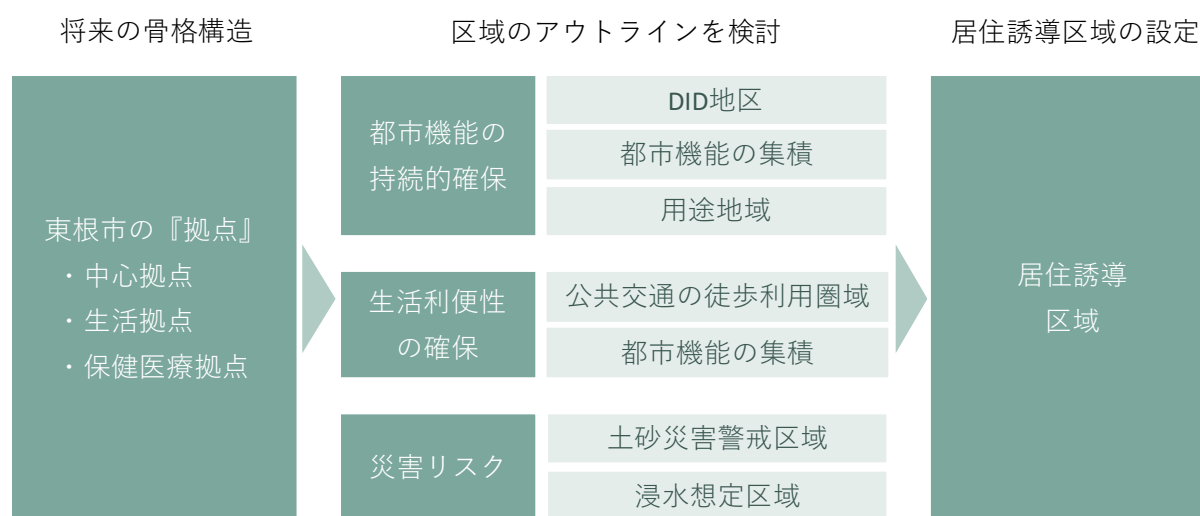 将来の骨格構造
区域のアウトラインを検討
居住誘導区域の設定
東根市の『拠点』
・中心拠点
・生活拠点
・保健医療拠点
都市機能の
持続的確保
DID地区
都市機能の集積
用途地域
生活利便性
の確保
公共交通の徒歩利用圏域
都市機能の集積
災害リスク
土砂災害警戒区域
浸水想定区域
居住誘導
区域